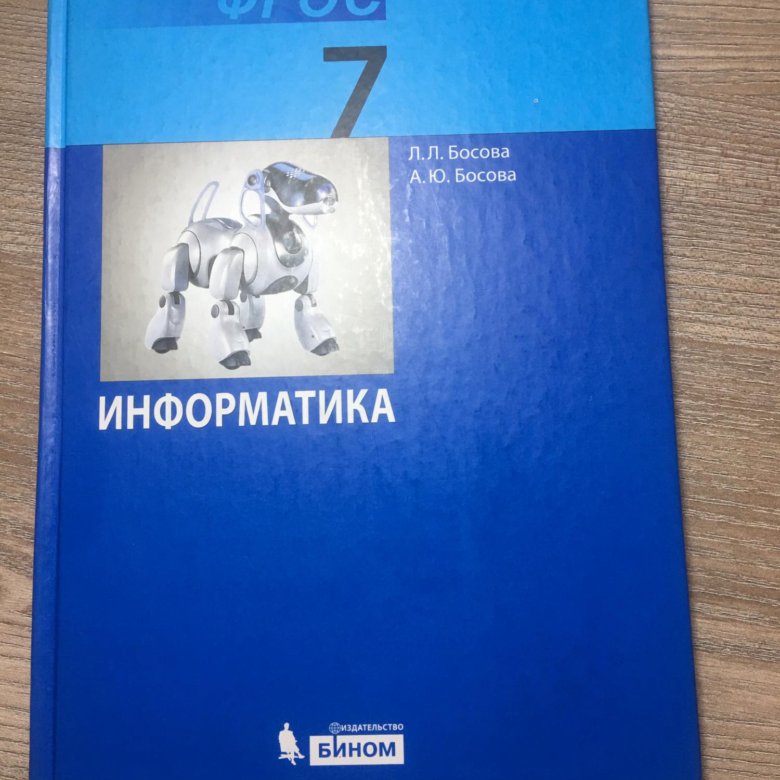 ФГОС
7
Л. Л. Босова
А. Ю. Босова
ИНФОРМАТИКА
ИЗДАТЕЛЬСТВО
БИНОМ